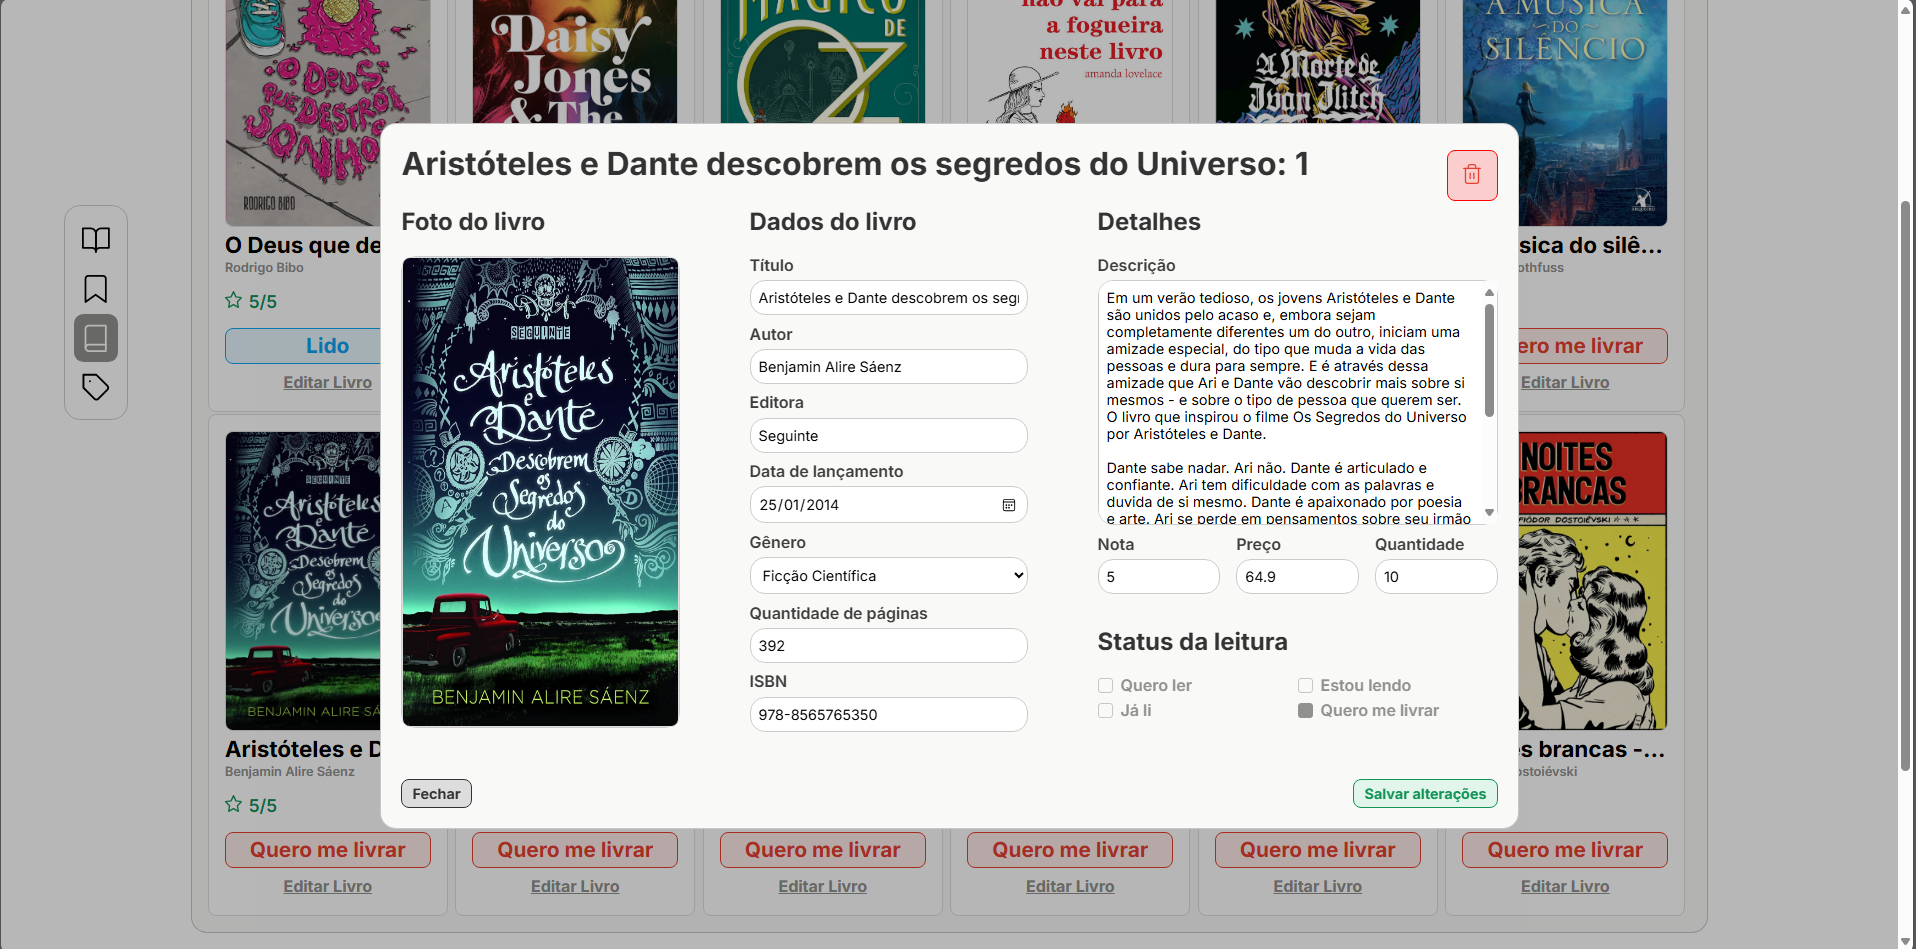 O DEUS
QUE DESTRÓI
SONHOS
RODRIGO BIBO
Daisy
Jones
& The
MÁGICO
DE
OZ
não vai para
a fogueira
neste livro
amanda lovelace
A Morte de
Ivan Ilitch
A MÚSICA
DO
SILÊNCIO
ARQUEIRO
O Deus que de
Rodrigo Bibo
5/5
Lido
Editar Livro
sica do silê...
othfuss
ero me livrar
Editar Livro
Aristóteles e Dante descobrem os segredos do Universo: 1
Foto do livro
SEGUINTE
Aristóteles
e
Dante
Descobrem
os
Segredos
do
Universo
BENJAMIN ALIRE SÁENZ
Dados do livro
Título
Aristóteles e Dante descobrem os segr
Autor
Benjamin Alire Sáenz
Editora
Seguinte
Data de lançamento
25/01/2014
Gênero
Ficção Científica
Quantidade de páginas
392
ISBN
978-8565765350
Detalhes
Descrição
Em um verão tedioso, os jovens Aristóteles e Dante
são unidos pelo acaso e, embora sejam
completamente diferentes um do outro, iniciam uma
amizade especial, do tipo que muda a vida das
pessoas e dura para sempre. E é através dessa
amizade que Ari e Dante vão descobrir mais sobre si
mesmos - e sobre o tipo de pessoa que querem ser.
O livro que inspirou o filme Os Segredos do Universo
por Aristóteles e Dante.
Dante sabe nadar. Ari não. Dante é articulado e
confiante. Ari tem dificuldade com as palavras e
duvida de si mesmo. Dante é apaixonado por poesia
e arte. Ari se perde em pensamentos sobre seu irmão
Nota
5
Preço
64.9
Quantidade
10
Status da leitura
Quero ler
Estou lendo
Já li
Quero me livrar
Fechar
Salvar alterações
SEGUINTE
Aristóteles
e
Dante
Descobrem
os
Segredos
do
Universo
BENJAMIN ALIRE SÁ
Aristóteles e D
Benjamin Alire Sáenz
5/5
NOITES
BRANCAS
FIÓDOR DOSTOIÉVSKI
es brancas -...
ostoiévski
Quero me livrar
Editar Livro
Quero me livrar
Editar Livro
Quero me livrar
Editar Livro
Quero me livrar
Editar Livro
Quero me livrar
Editar Livro
Quero me livrar
Editar Livro